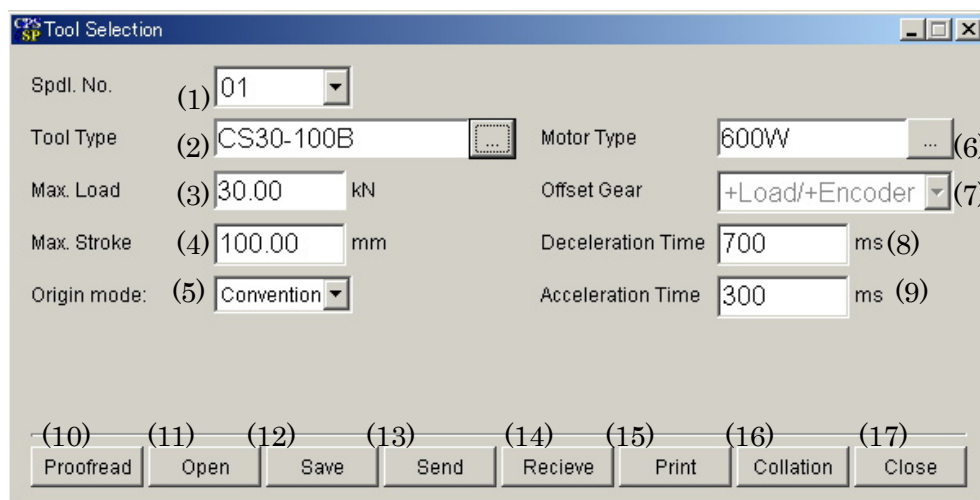 CPS SP Tool Selection
Spdl. No. (1) 01
Tool Type (2) CS30-100B ... Motor Type 600W ... (6)
Max. Load (3) 30.00 kN Offset Gear +Load/+Encoder (7)
Max. Stroke (4) 100.00 mm Deceleration Time 700 ms (8)
Origin mode: (5) Convention Acceleration Time 300 ms (9)
(10) (11) (12) (13) (14) (15) (16) (17)
Proofread Open Save Send Recieve Print Collation Close